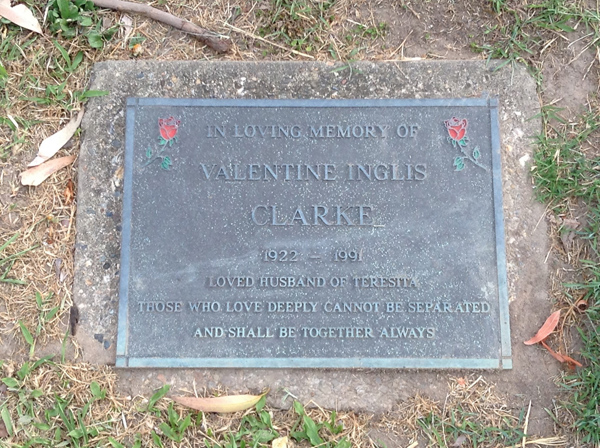 IN LOVING MEMORY OF
VALENTINE INGLIS
CLARKE
1922 - 1991
LOVED HUSBAND OF TERESITA
THOSE WHO LOVE DEEPLY CANNOT BE SEPARATED
AND SHALL BE TOGETHER ALWAYS